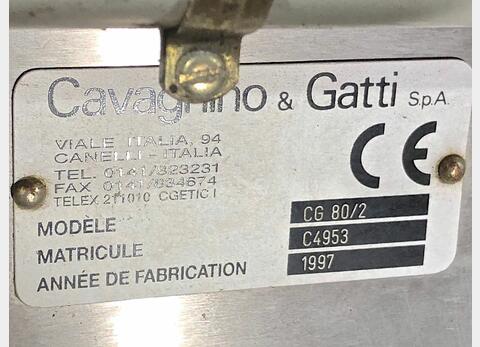 Cavagnino & Gatti S.p.A.
VIALE ITALIA, 94
CANELLI - ITALIA
TEL. 0141/823231
FAX 0141/834674
TELEX 211010 CGETIC I
MODÈLE CG 80/2
MATRICULE C4953
ANNÉE DE FABRICATION 1997
CE